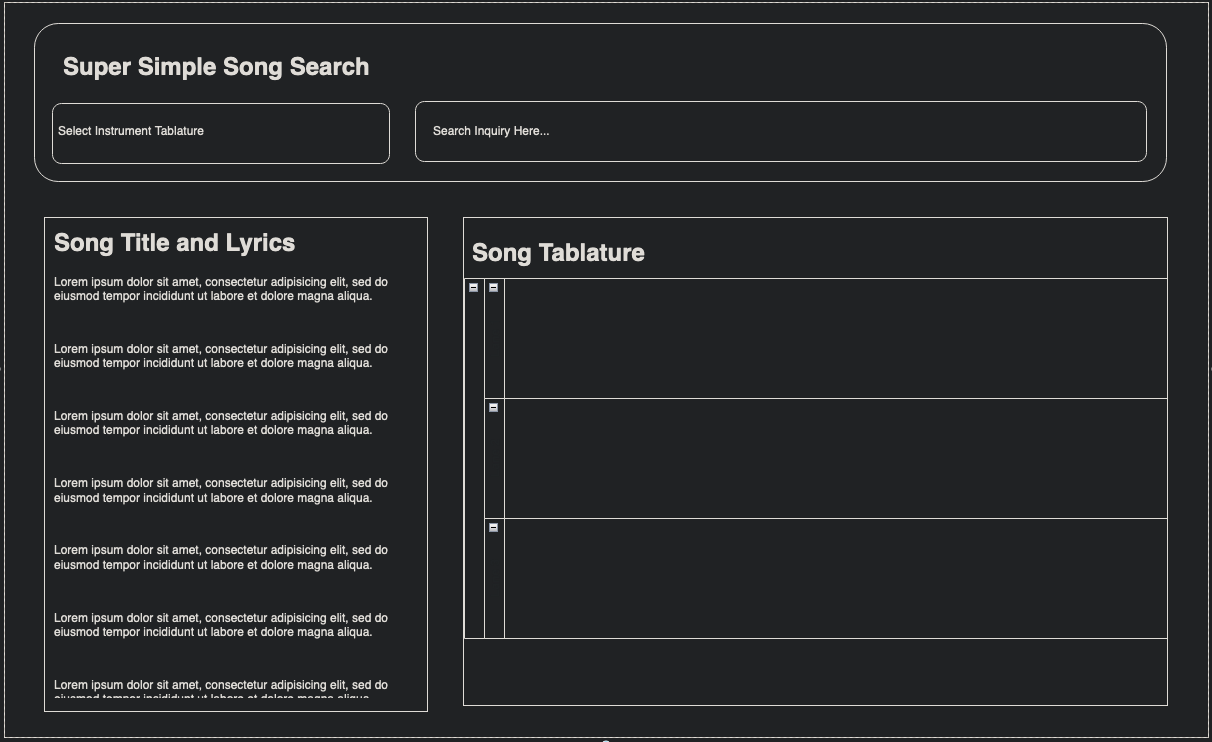 Super Simple Song Search
Select Instrument Tablature
Search Inquiry Here...
Song Title and Lyrics
Lorem ipsum dolor sit amet, consectetur adipisicing elit, sed do
eiusmod tempor incididunt ut labore et dolore magna aliqua.
Lorem ipsum dolor sit amet, consectetur adipisicing elit, sed do
eiusmod tempor incididunt ut labore et dolore magna aliqua.
Lorem ipsum dolor sit amet, consectetur adipisicing elit, sed do
eiusmod tempor incididunt ut labore et dolore magna aliqua.
Lorem ipsum dolor sit amet, consectetur adipisicing elit, sed do
eiusmod tempor incididunt ut labore et dolore magna aliqua.
Lorem ipsum dolor sit amet, consectetur adipisicing elit, sed do
eiusmod tempor incididunt ut labore et dolore magna aliqua.
Lorem ipsum dolor sit amet, consectetur adipisicing elit, sed do
eiusmod tempor incididunt ut labore et dolore magna aliqua.
Lorem ipsum dolor sit amet, consectetur adipisicing elit, sed do
Song Tablature